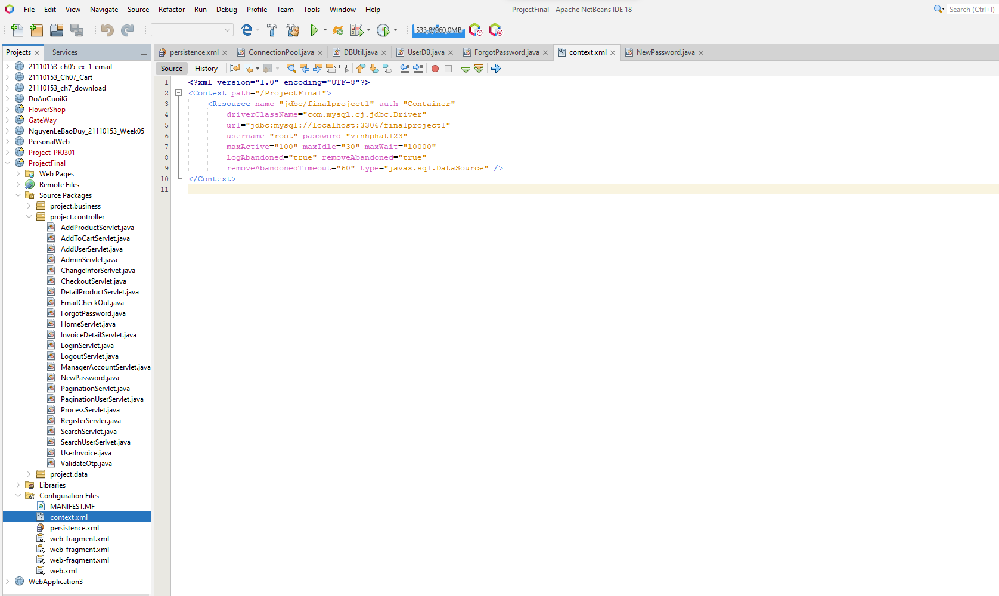 File Edit View Navigate Source Refactor Run Debug Profile Team Tools Window Help
ProjectFinal - Apache NetBeans IDE 18
Search (Ctrl+I)
533,8/960,0MB
Projects
Services
persistence.xml
ConnectionPool.java
DBUtil.java
UserDB.java
ForgotPassword.java
context.xml
NewPassword.java
Source History
21110153_ch05_ex_1_email
21110153_Ch07_Cart
21110153_ch7_download
DoAnCuoiKi
FlowerShop
GateWay
NguyenLeBaoDuy_21110153_Week05
PersonalWeb
Project_PRJ301
ProjectFinal
Web Pages
Remote Files
Source Packages
project.business
project.controller
AddProductServlet.java
AddToCartServlet.java
AddUserServlet.java
AdminServlet.java
ChangeInforSerlvet.java
CheckoutServlet.java
DetailProductServlet.java
EmailCheckOut.java
ForgotPassword.java
HomeServlet.java
InvoiceDetailServlet.java
LoginServlet.java
LogoutServlet.java
ManagerAccountServlet.java
NewPassword.java
PaginationServlet.java
PaginationUserServlet.java
ProcessServlet.java
RegisterServler.java
SearchServlet.java
SearchUserSerlvet.java
UserInvoice.java
ValidateOtp.java
project.data
Libraries
Configuration Files
MANIFEST.MF
context.xml
persistence.xml
web-fragment.xml
web-fragment.xml
web-fragment.xml
web.xml
WebApplication3
1 <?xml version="1.0" encoding="UTF-8"?>
2 <Context path="/ProjectFinal">
3 <Resource name="jdbc/finalproject1" auth="Container"
4 driverClassName="com.mysql.cj.jdbc.Driver"
5 url="jdbc:mysql://localhost:3306/finalproject1"
6 username="root" password="vinhphat123"
7 maxActive="100" maxIdle="30" maxWait="10000"
8 logAbandoned="true" removeAbandoned="true"
9 removeAbandonedTimeout="60" type="javax.sql.DataSource" />
10 </Context>
11